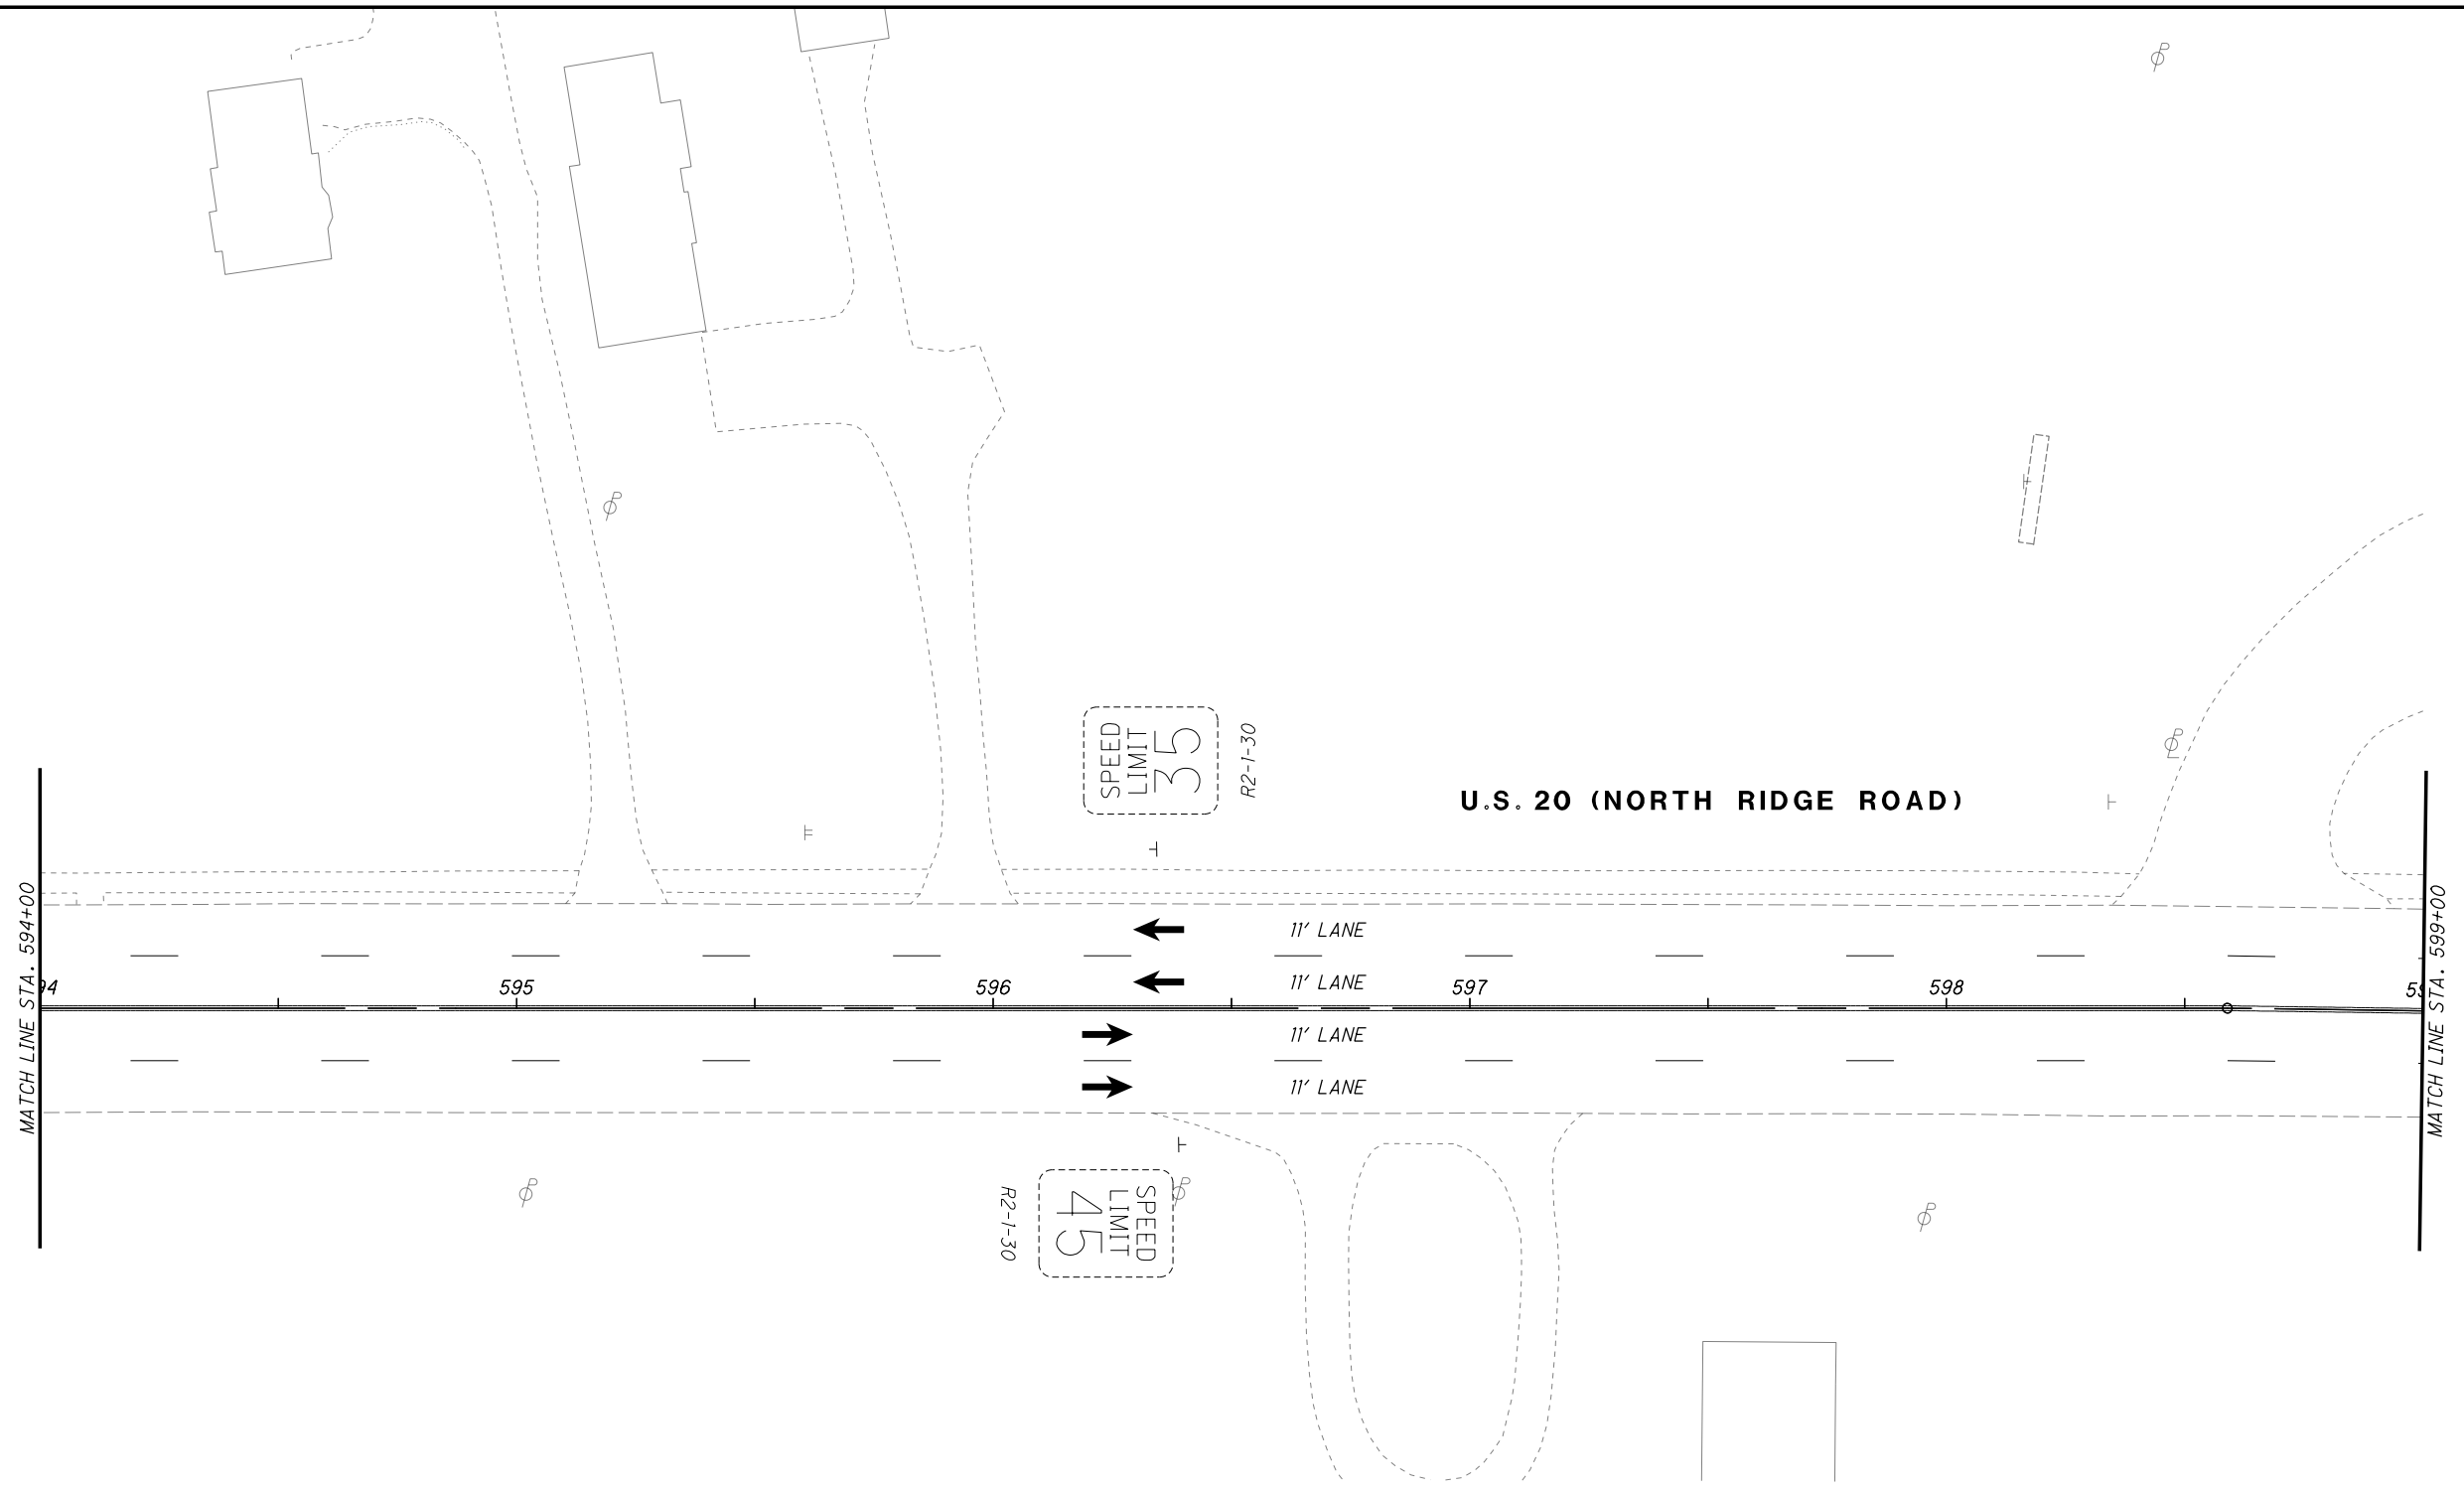 P
P
SPEED
LIMIT
35
R2-1-30
P
U.S. 20 (NORTH RIDGE ROAD)
MATCH LINE STA. 594+00
MATCH LINE STA. 599+00
11' LANE
11' LANE
94
595
596
597
598
59
11' LANE
11' LANE
P
P
P
SPEED
LIMIT
45
R2-1-30